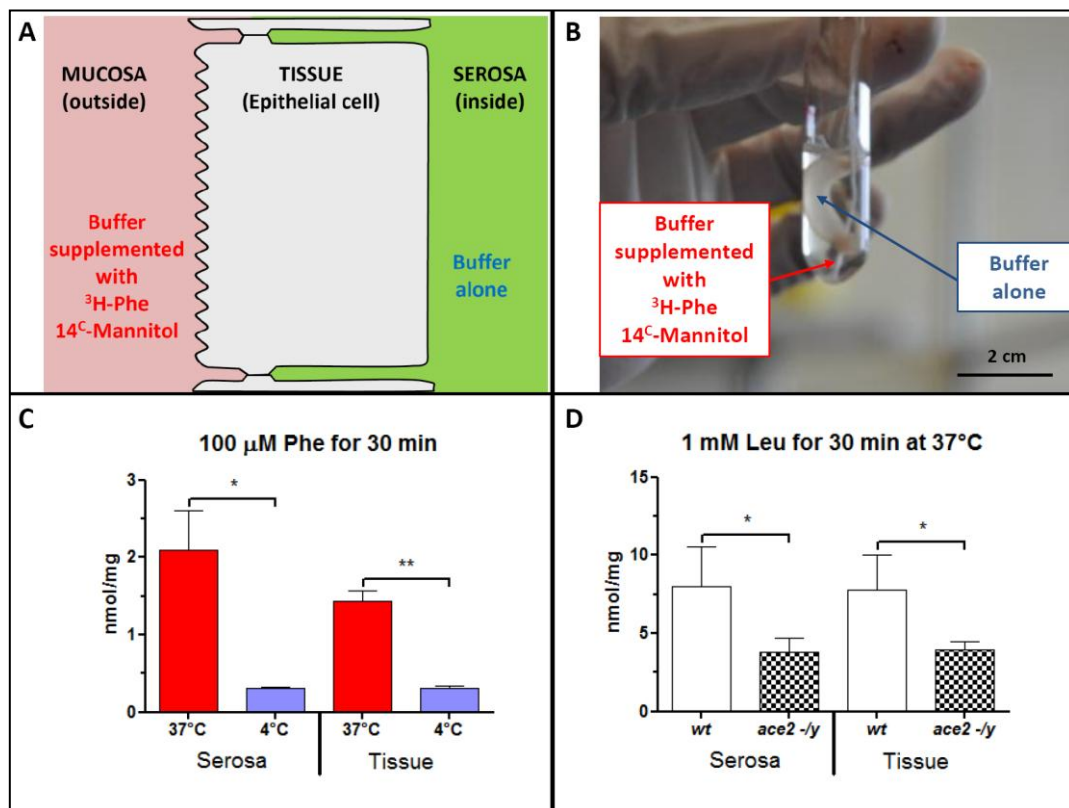 A
MUCOSA
(outside)
TISSUE
(Epithelial cell)
SEROSA
(inside)
Buffer
supplemented
with
³H-Phe
14ᶜ-Mannitol
Buffer
alone
B
Buffer
supplemented
with
³H-Phe
14ᶜ-Mannitol
Buffer
alone
2 cm
C
100 μM Phe for 30 min
nmol/mg
3
2
1
0
*
**
37°C 4°C 37°C 4°C
Serosa Tissue
D
1 mM Leu for 30 min at 37°C
nmol/mg
15
10
5
0
*
*
wt ace2 -/y wt ace2 -/y
Serosa Tissue